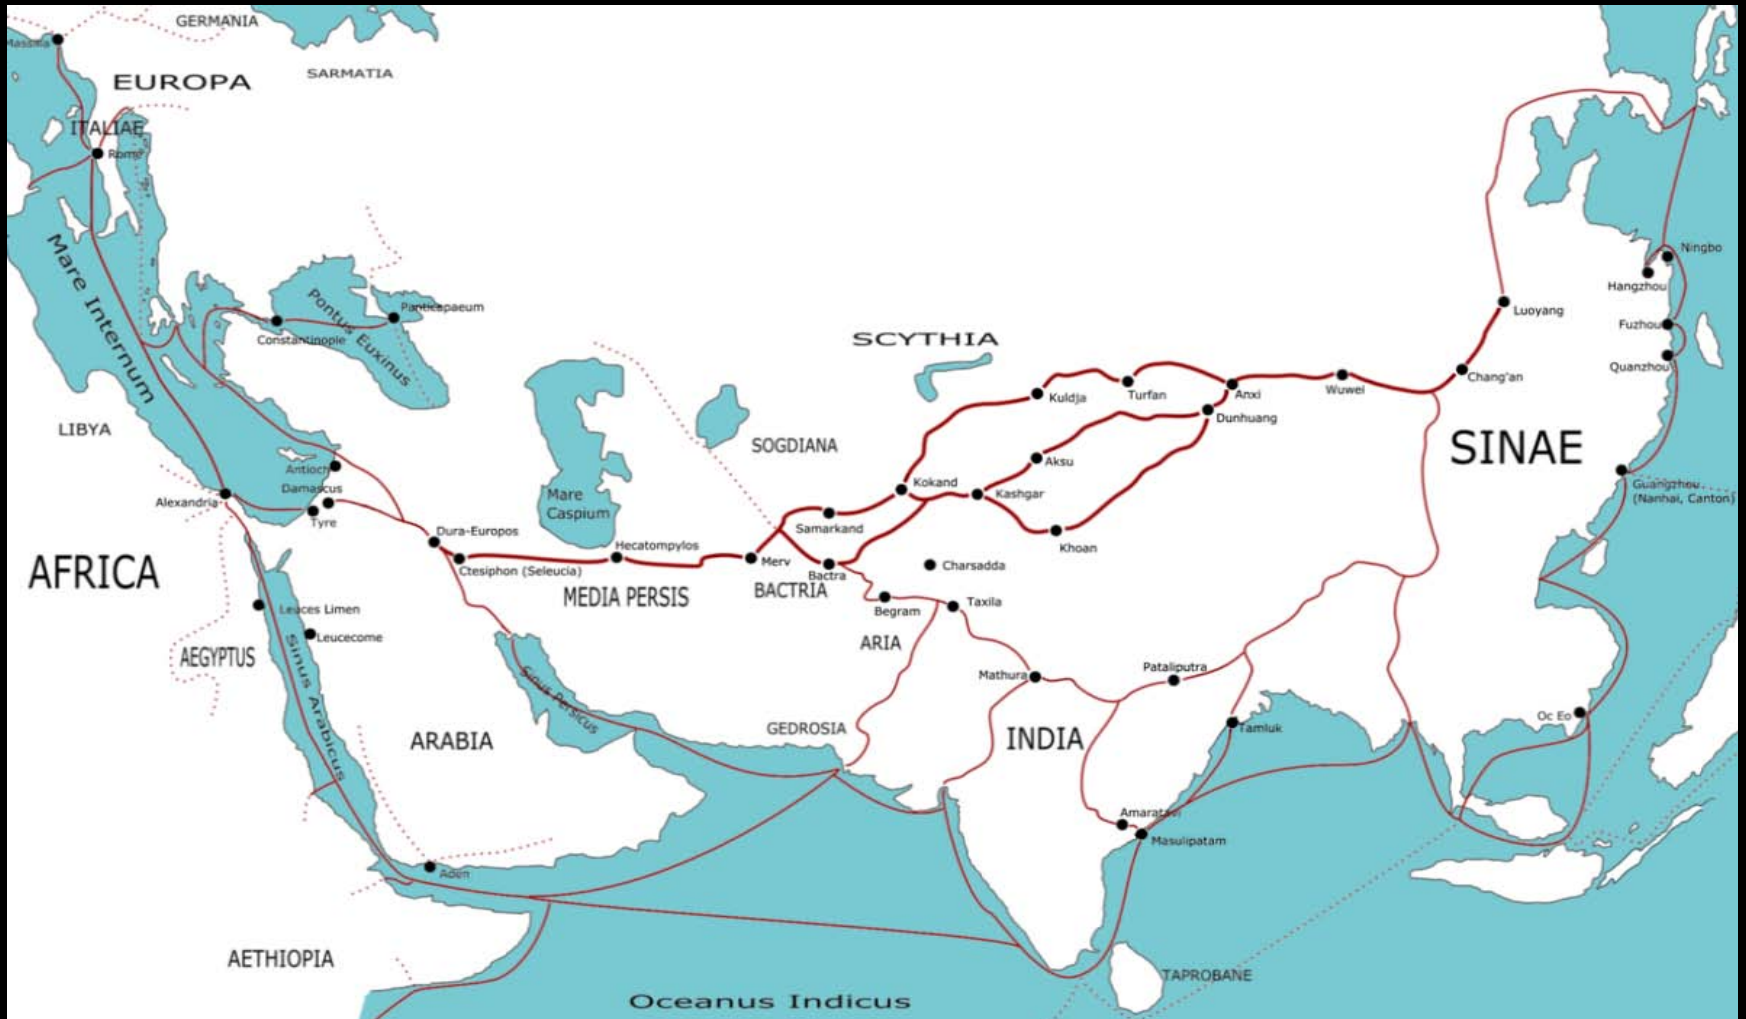 GERMANIA
Massilia
SARMATIA
EUROPA
ITALIAE
Rome
Mare Internum
Pontus Euxinus
Panticapaeum
Constantinople
LIBYA
SCYTHIA
SOGDIANA
Mare
Caspium
Antioch
Damascus
Tyre
Alexandria
Dura-Europos
Ctesiphon (Seleucia)
Hecatompylos
Merv
Samarkand
Bactra
Kokand
Kashgar
Aksu
Khoan
Kuldja
Turfan
Anxi
Dunhuang
Wuwei
Chang'an
Luoyang
Ningbo
Hangzhou
Fuzhou
Quanzhou
SINAE
Guangzhou
(Nanhai, Canton)
AFRICA
MEDIA PERSIS
BACTRIA
Charsadda
Begram
Taxila
ARIA
Leuces Limen
Leucecome
AEGYPTUS
Sinus Arabicus
Sinus Persicus
Mathura
Pataliputra
ARABIA
GEDROSIA
INDIA
Tamluk
Oc Eo
Amaratavi
Masulipatam
Aden
AETHIOPIA
TAPROBANE
Oceanus Indicus